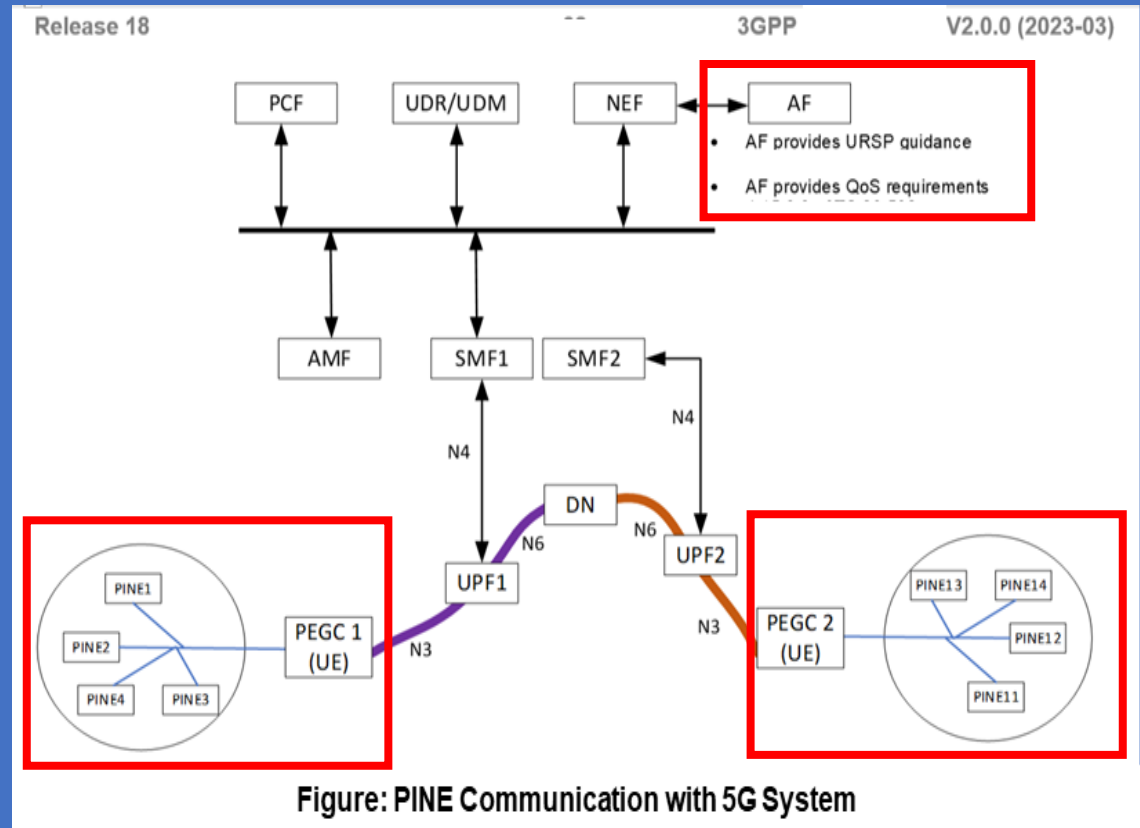 Release 18
3GPP
V2.0.0 (2023-03)
PCF
UDR/UDM
NEF
AF
• AF provides URSP guidance
• AF provides QoS requirements
AMF
SMF1
SMF2
N4
N4
DN
N6
N6
UPF1
UPF2
N3
N3
PINE1
PINE2
PINE4
PINE3
PEGC 1
(UE)
PEGC 2
(UE)
PINE13
PINE14
PINE12
PINE11
Figure: PINE Communication with 5G System